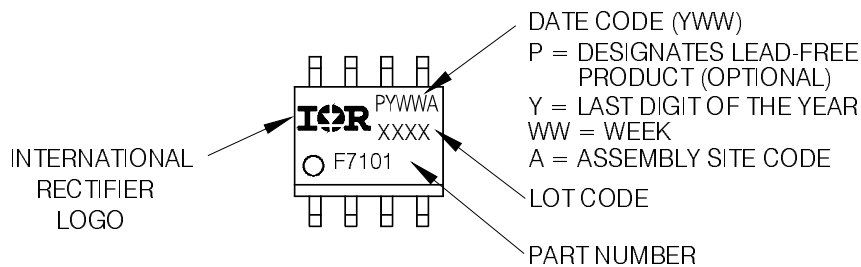 DATE CODE (YWW)
P = DESIGNATES LEAD-FREE
PRODUCT (OPTIONAL)
Y = LAST DIGIT OF THE YEAR
WW = WEEK
A = ASSEMBLY SITE CODE
LOT CODE
PART NUMBER
INTERNATIONAL
RECTIFIER
LOGO
PYWWA
IOR
XXXX
F7101